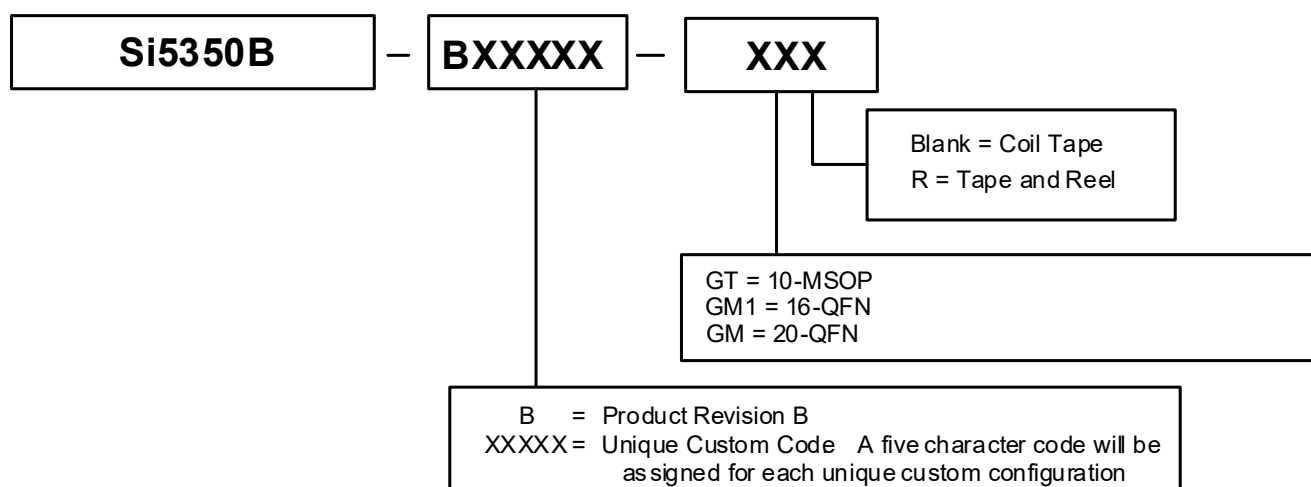 Si5350B – BXXXXX – XXX
Blank = Coil Tape
R = Tape and Reel
GT = 10-MSOP
GM1 = 16-QFN
GM = 20-QFN
B = Product Revision B
XXXXX = Unique Custom Code A five character code will be
assigned for each unique custom configuration